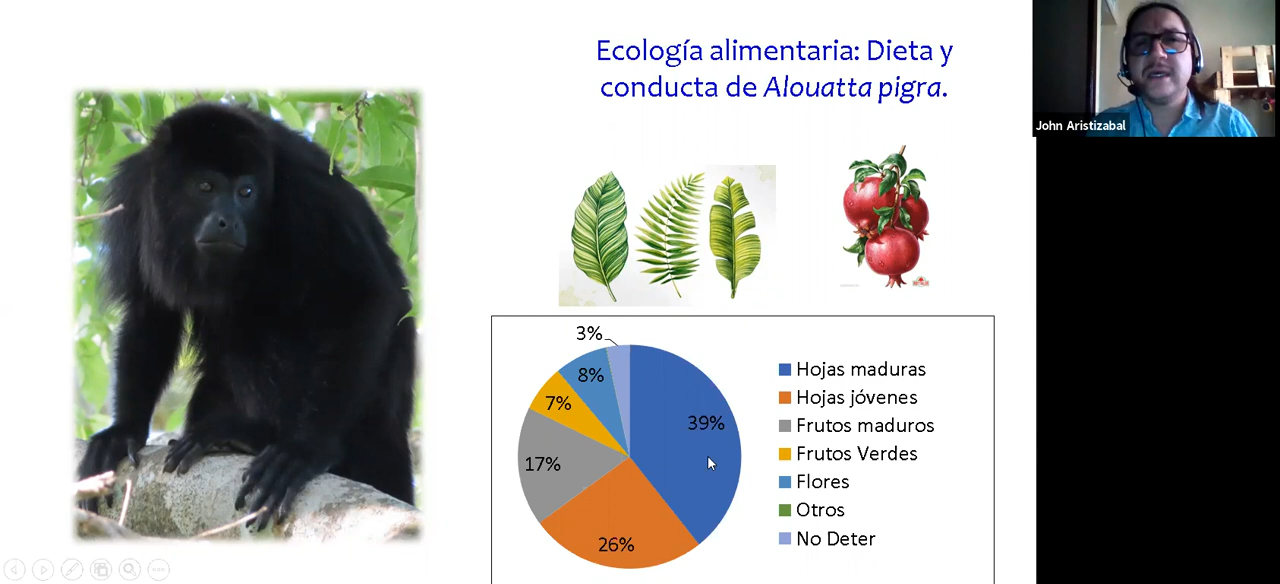 Ecología alimentaria: Dieta y
conducta de Alouatta pigra.
John Aristizabal
3%
8%
7%
39%
17%
26%
Hojas maduras
Hojas jóvenes
Frutos maduros
Frutos Verdes
Flores
Otros
No Deter